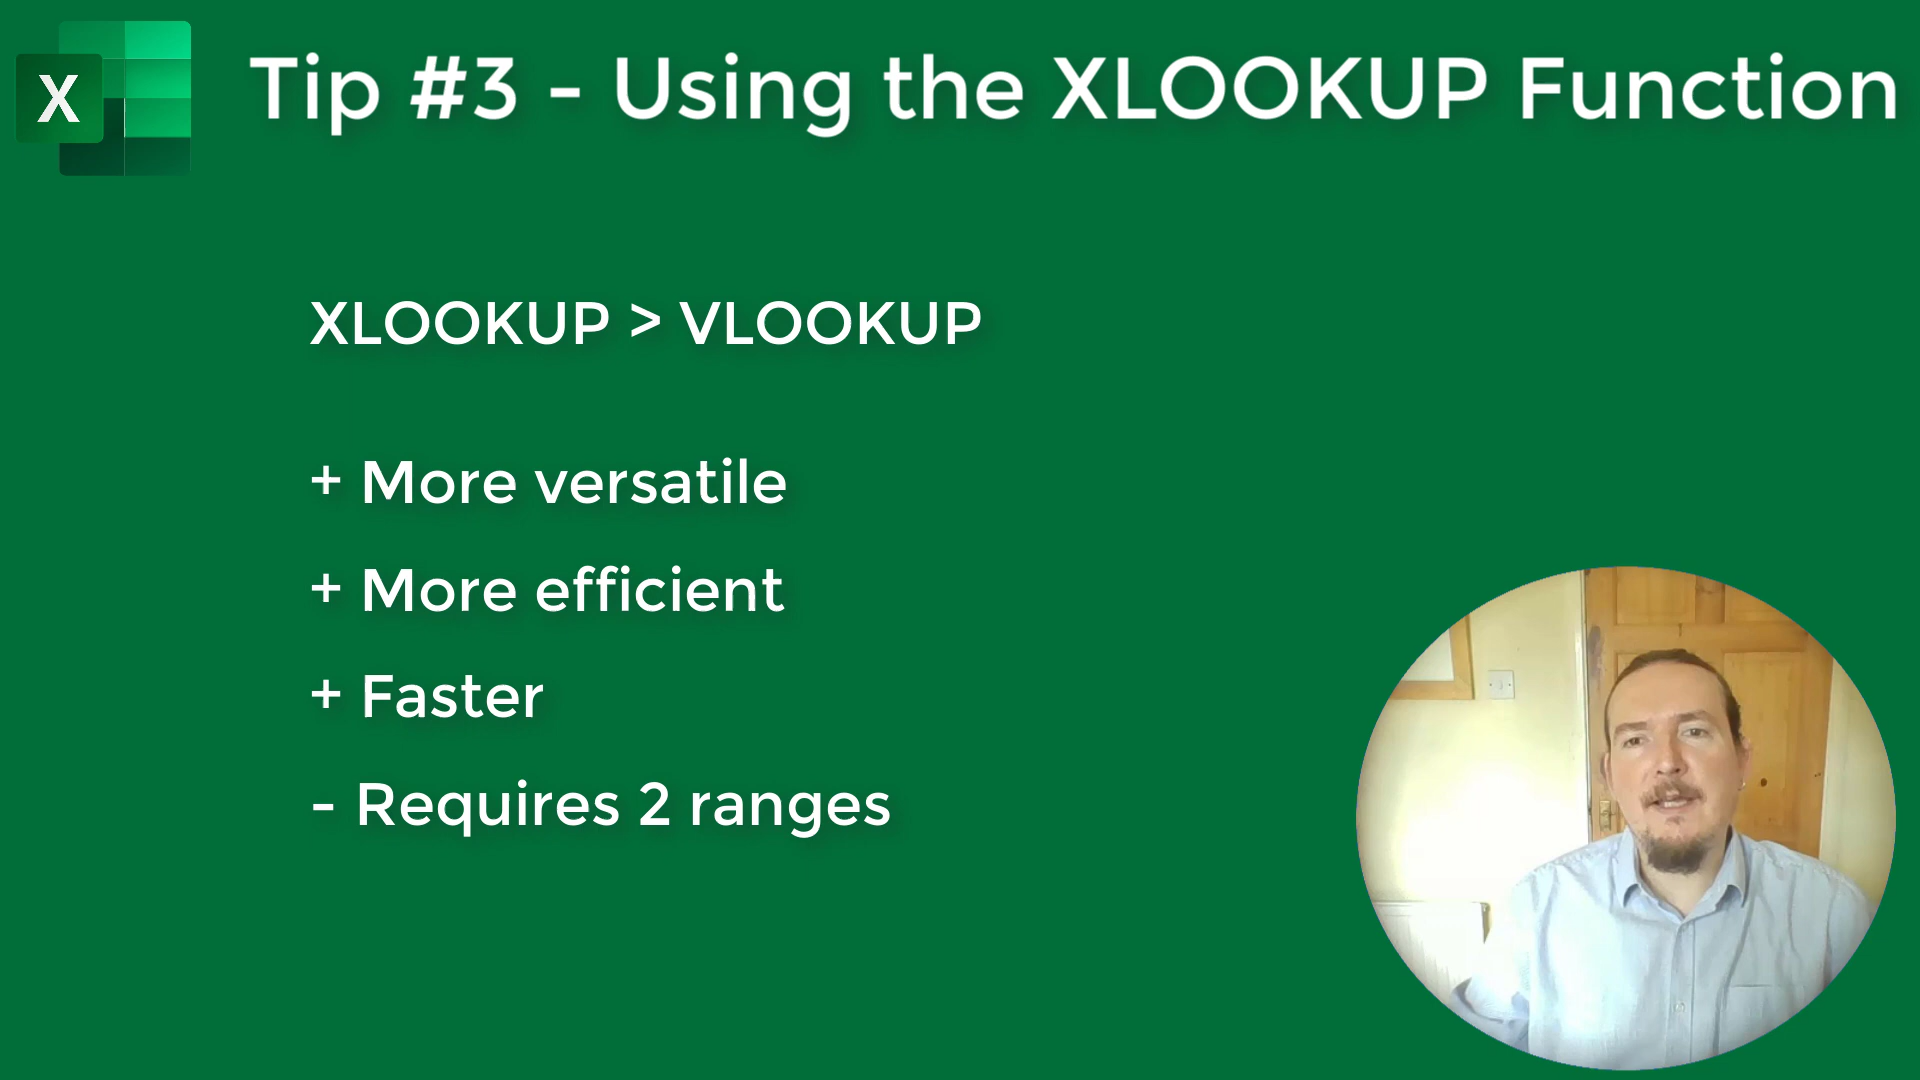 X
Tip #3 - Using the XLOOKUP Function
XLOOKUP > VLOOKUP
+ More versatile
+ More efficient
+ Faster
- Requires 2 ranges